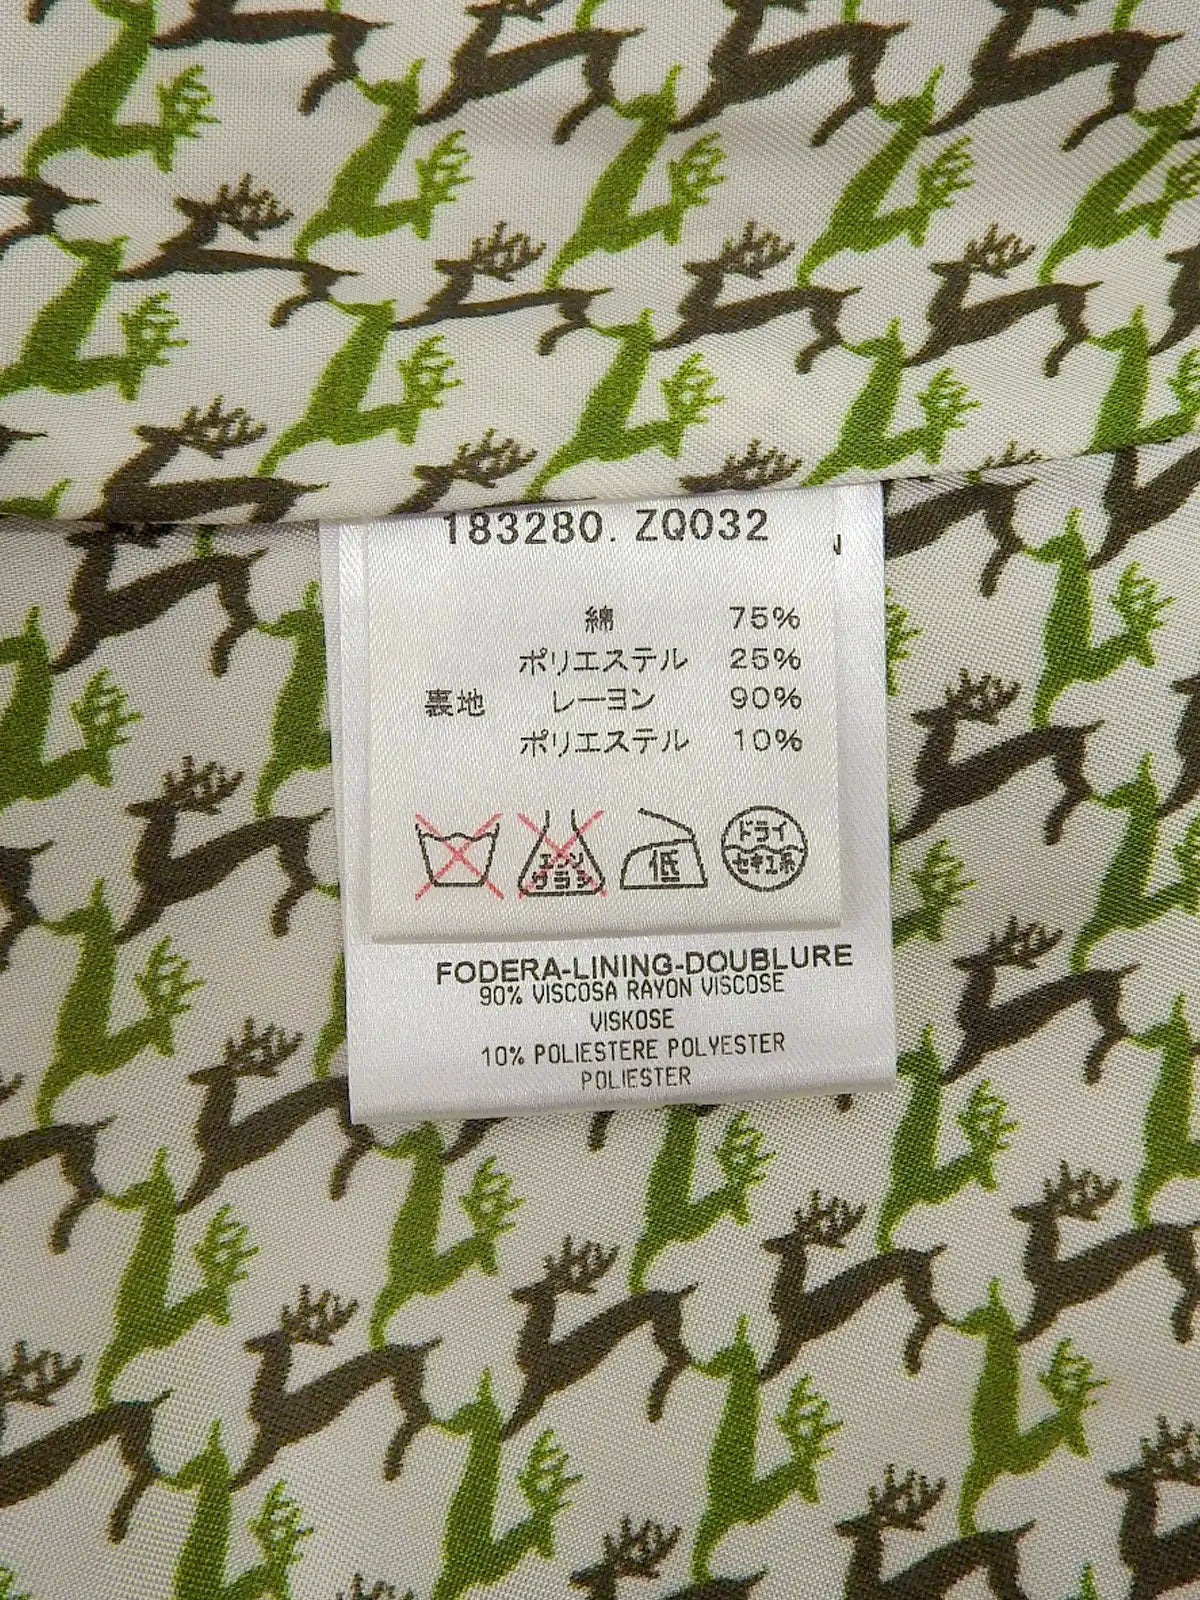 183280. ZQ032
綿 75%
ポリエステル 25%
裏地 レーヨン 90%
ポリエステル 10%
エンソ
サラシ
低
ドライ
セキユ系
FODERA-LINING-DOUBLURE
90% VISCOSA RAYON VISCOSE
VISKOSE
10% POLIESTERE POLYESTER
POLIESTER